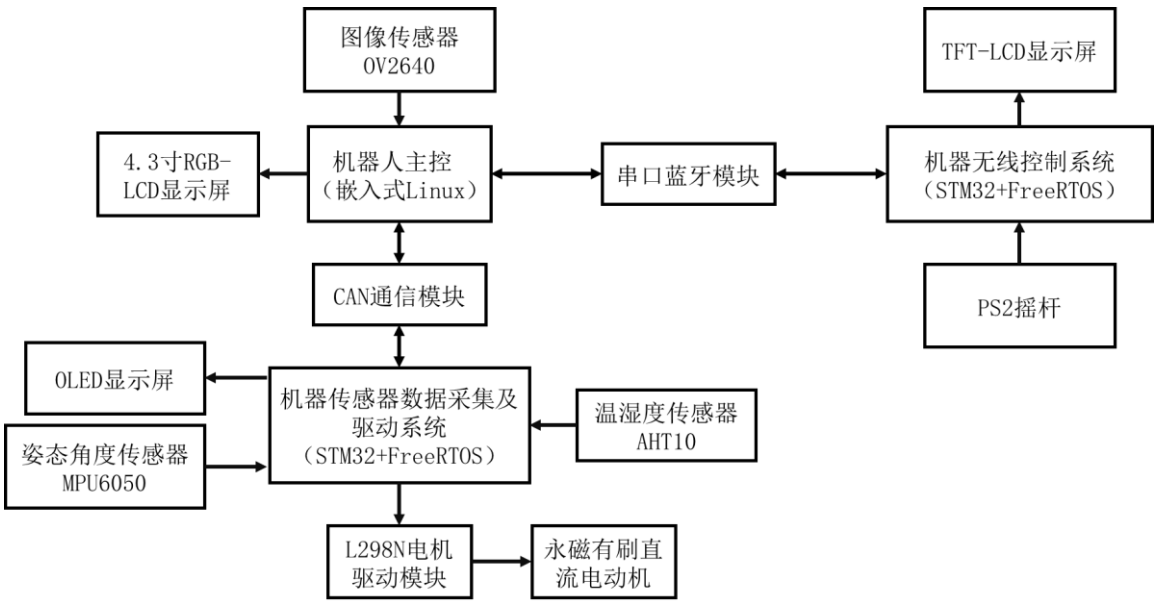 图像传感器
OV2640
TFT-LCD显示屏
4.3寸RGB-
LCD显示屏
机器人主控
（嵌入式Linux）
串口蓝牙模块
机器无线控制系统
（STM32+FreeRTOS）
CAN通信模块
PS2摇杆
OLED显示屏
机器传感器数据采集及
驱动系统
（STM32+FreeRTOS）
温湿度传感器
AHT10
姿态角度传感器
MPU6050
L298N电机
驱动模块
永磁有刷直
流电动机